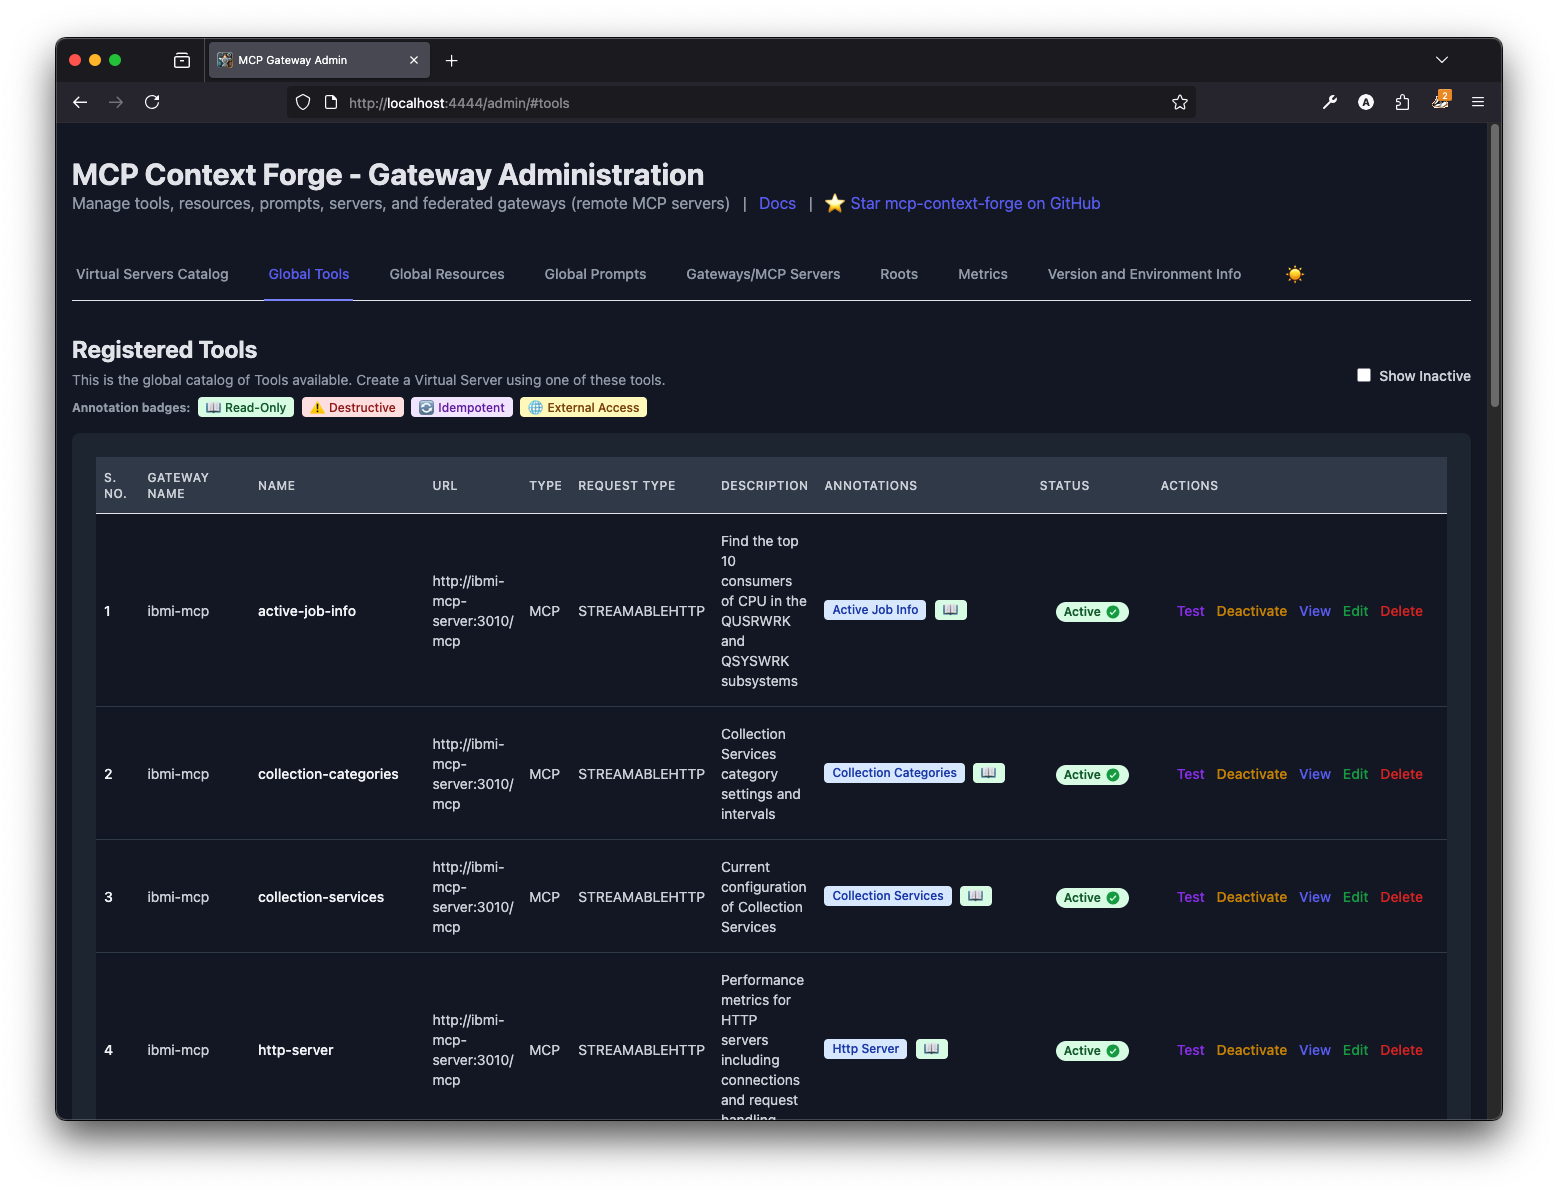 MCP Gateway Admin
http://localhost:4444/admin/#tools
A
2
MCP Context Forge - Gateway Administration
Manage tools, resources, prompts, servers, and federated gateways (remote MCP servers) | Docs | ⭐ Star mcp-context-forge on GitHub
Virtual Servers Catalog Global Tools Global Resources Global Prompts Gateways/MCP Servers Roots Metrics Version and Environment Info
Registered Tools
This is the global catalog of Tools available. Create a Virtual Server using one of these tools.
Show Inactive
Annotation badges: 📖 Read-Only ⚠️ Destructive 🔄 Idempotent 🌐 External Access
S. NO. GATEWAY NAME NAME URL TYPE REQUEST TYPE DESCRIPTION ANNOTATIONS STATUS ACTIONS
1
ibmi-mcp
active-job-info
http://ibmi-
mcp-
server:3010/
mcp
MCP
STREAMABLEHTTP
Find the top
10
consumers
of CPU in the
QUSRWRK
and
QSYSWRK
subsystems
Active Job Info
Active
Test Deactivate View Edit Delete
2
ibmi-mcp
collection-categories
http://ibmi-
mcp-
server:3010/
mcp
MCP
STREAMABLEHTTP
Collection
Services
category
settings and
intervals
Collection Categories
Active
Test Deactivate View Edit Delete
3
ibmi-mcp
collection-services
http://ibmi-
mcp-
server:3010/
mcp
MCP
STREAMABLEHTTP
Current
configuration
of Collection
Services
Collection Services
Active
Test Deactivate View Edit Delete
4
ibmi-mcp
http-server
http://ibmi-
mcp-
server:3010/
mcp
MCP
STREAMABLEHTTP
Performance
metrics for
HTTP
servers
including
connections
and request
handling
Http Server
Active
Test Deactivate View Edit Delete